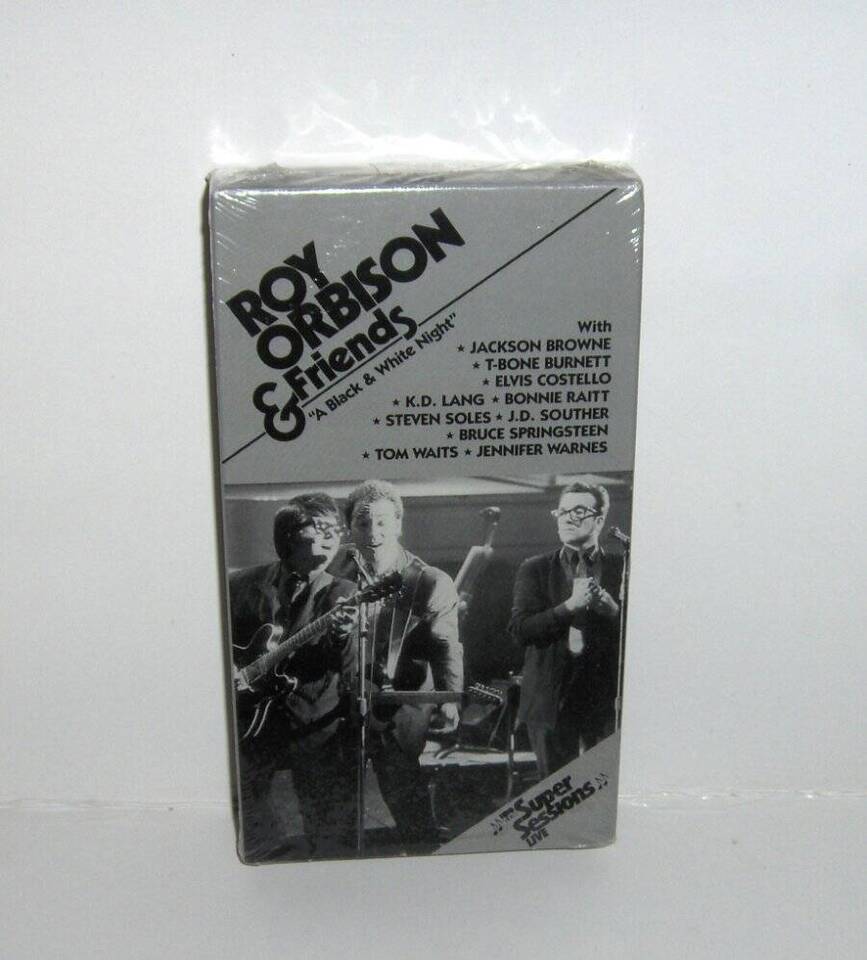 ROY
ORBISON
& Friends
"A Black & White Night"
With
★ JACKSON BROWNE
★ T-BONE BURNETT
★ ELVIS COSTELLO
★ K.D. LANG ★ BONNIE RAITT
★ STEVEN SOLES ★ J.D. SOUTHER
★ BRUCE SPRINGSTEEN
★ TOM WAITS ★ JENNIFER WARNES
Super
Sessions
LIVE